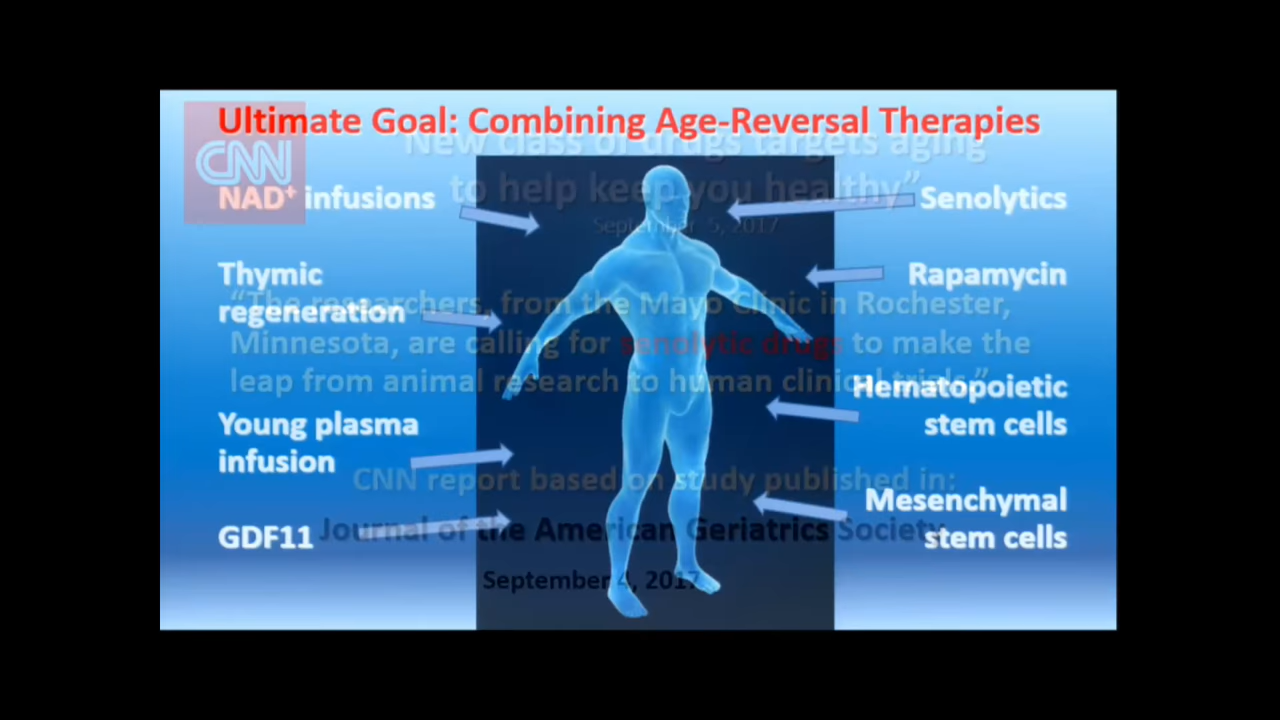 Ultimate Goal: Combining Age-Reversal Therapies
CNN
New class of drugs targets aging
to help keep you healthy”
September 5, 2017
NAD+ infusions
Senolytics
Thymic
regeneration
Rapamycin
“The researchers, from the Mayo Clinic in Rochester,
Minnesota, are calling for senolytic drugs to make the
leap from animal research to human clinical trials.”
Hematopoietic
stem cells
Young plasma
infusion
CNN report based on study published in:
Mesenchymal
stem cells
GDF11
Journal of the American Geriatrics Society
September 4, 2017